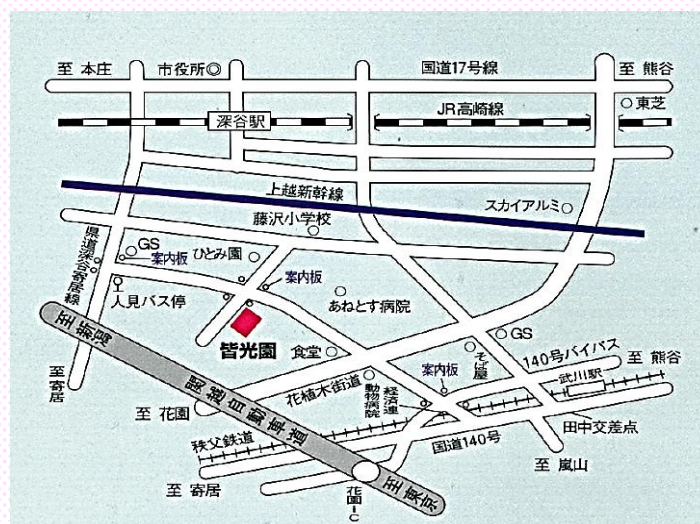 至 本庄
市役所◎
国道17号線
至 熊谷
東芝
深谷駅
JR高崎線
上越新幹線
スカイアルミ
藤沢小学校
県道深谷寄居線
GS
案内板
ひとみ園
案内板
人見バス停
あねとす病院
至新潟
皆光園
食堂
GS
そば屋
140号バイパス
至 熊谷
案内板
武川駅
至 寄居
花植木街道
動物病院
経済連
至 花園
関越自動車道
田中交差点
秩父鉄道
国道140号
至 嵐山
至 寄居
花園IC
至東京